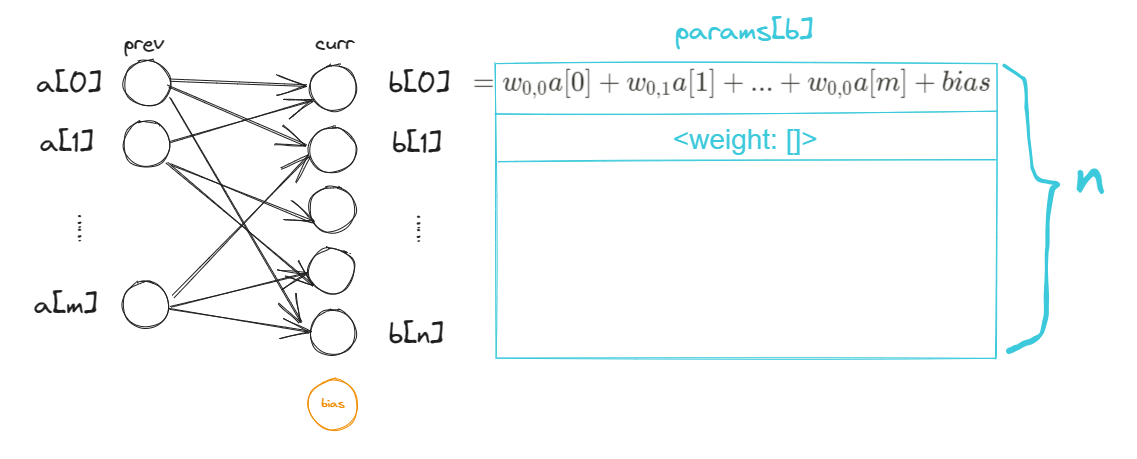 params[b]
prev
curr
a[0]
b[0]
= w_{0,0}a[0] + w_{0,1}a[1] + ... + w_{0,0}a[m] + bias
a[1]
b[1]
<weight: []>
n
a[m]
b[n]
bias